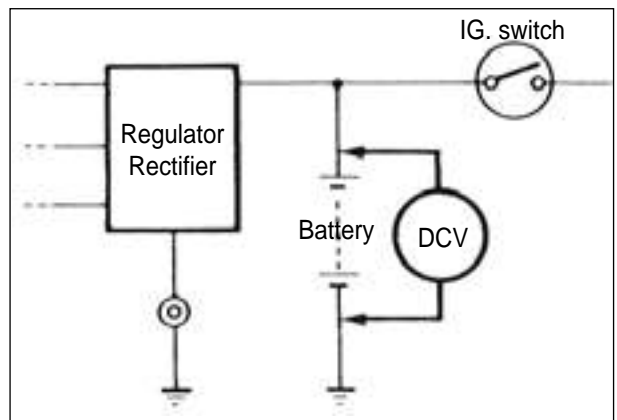 IG. switch
Regulator
Rectifier
Battery
DCV